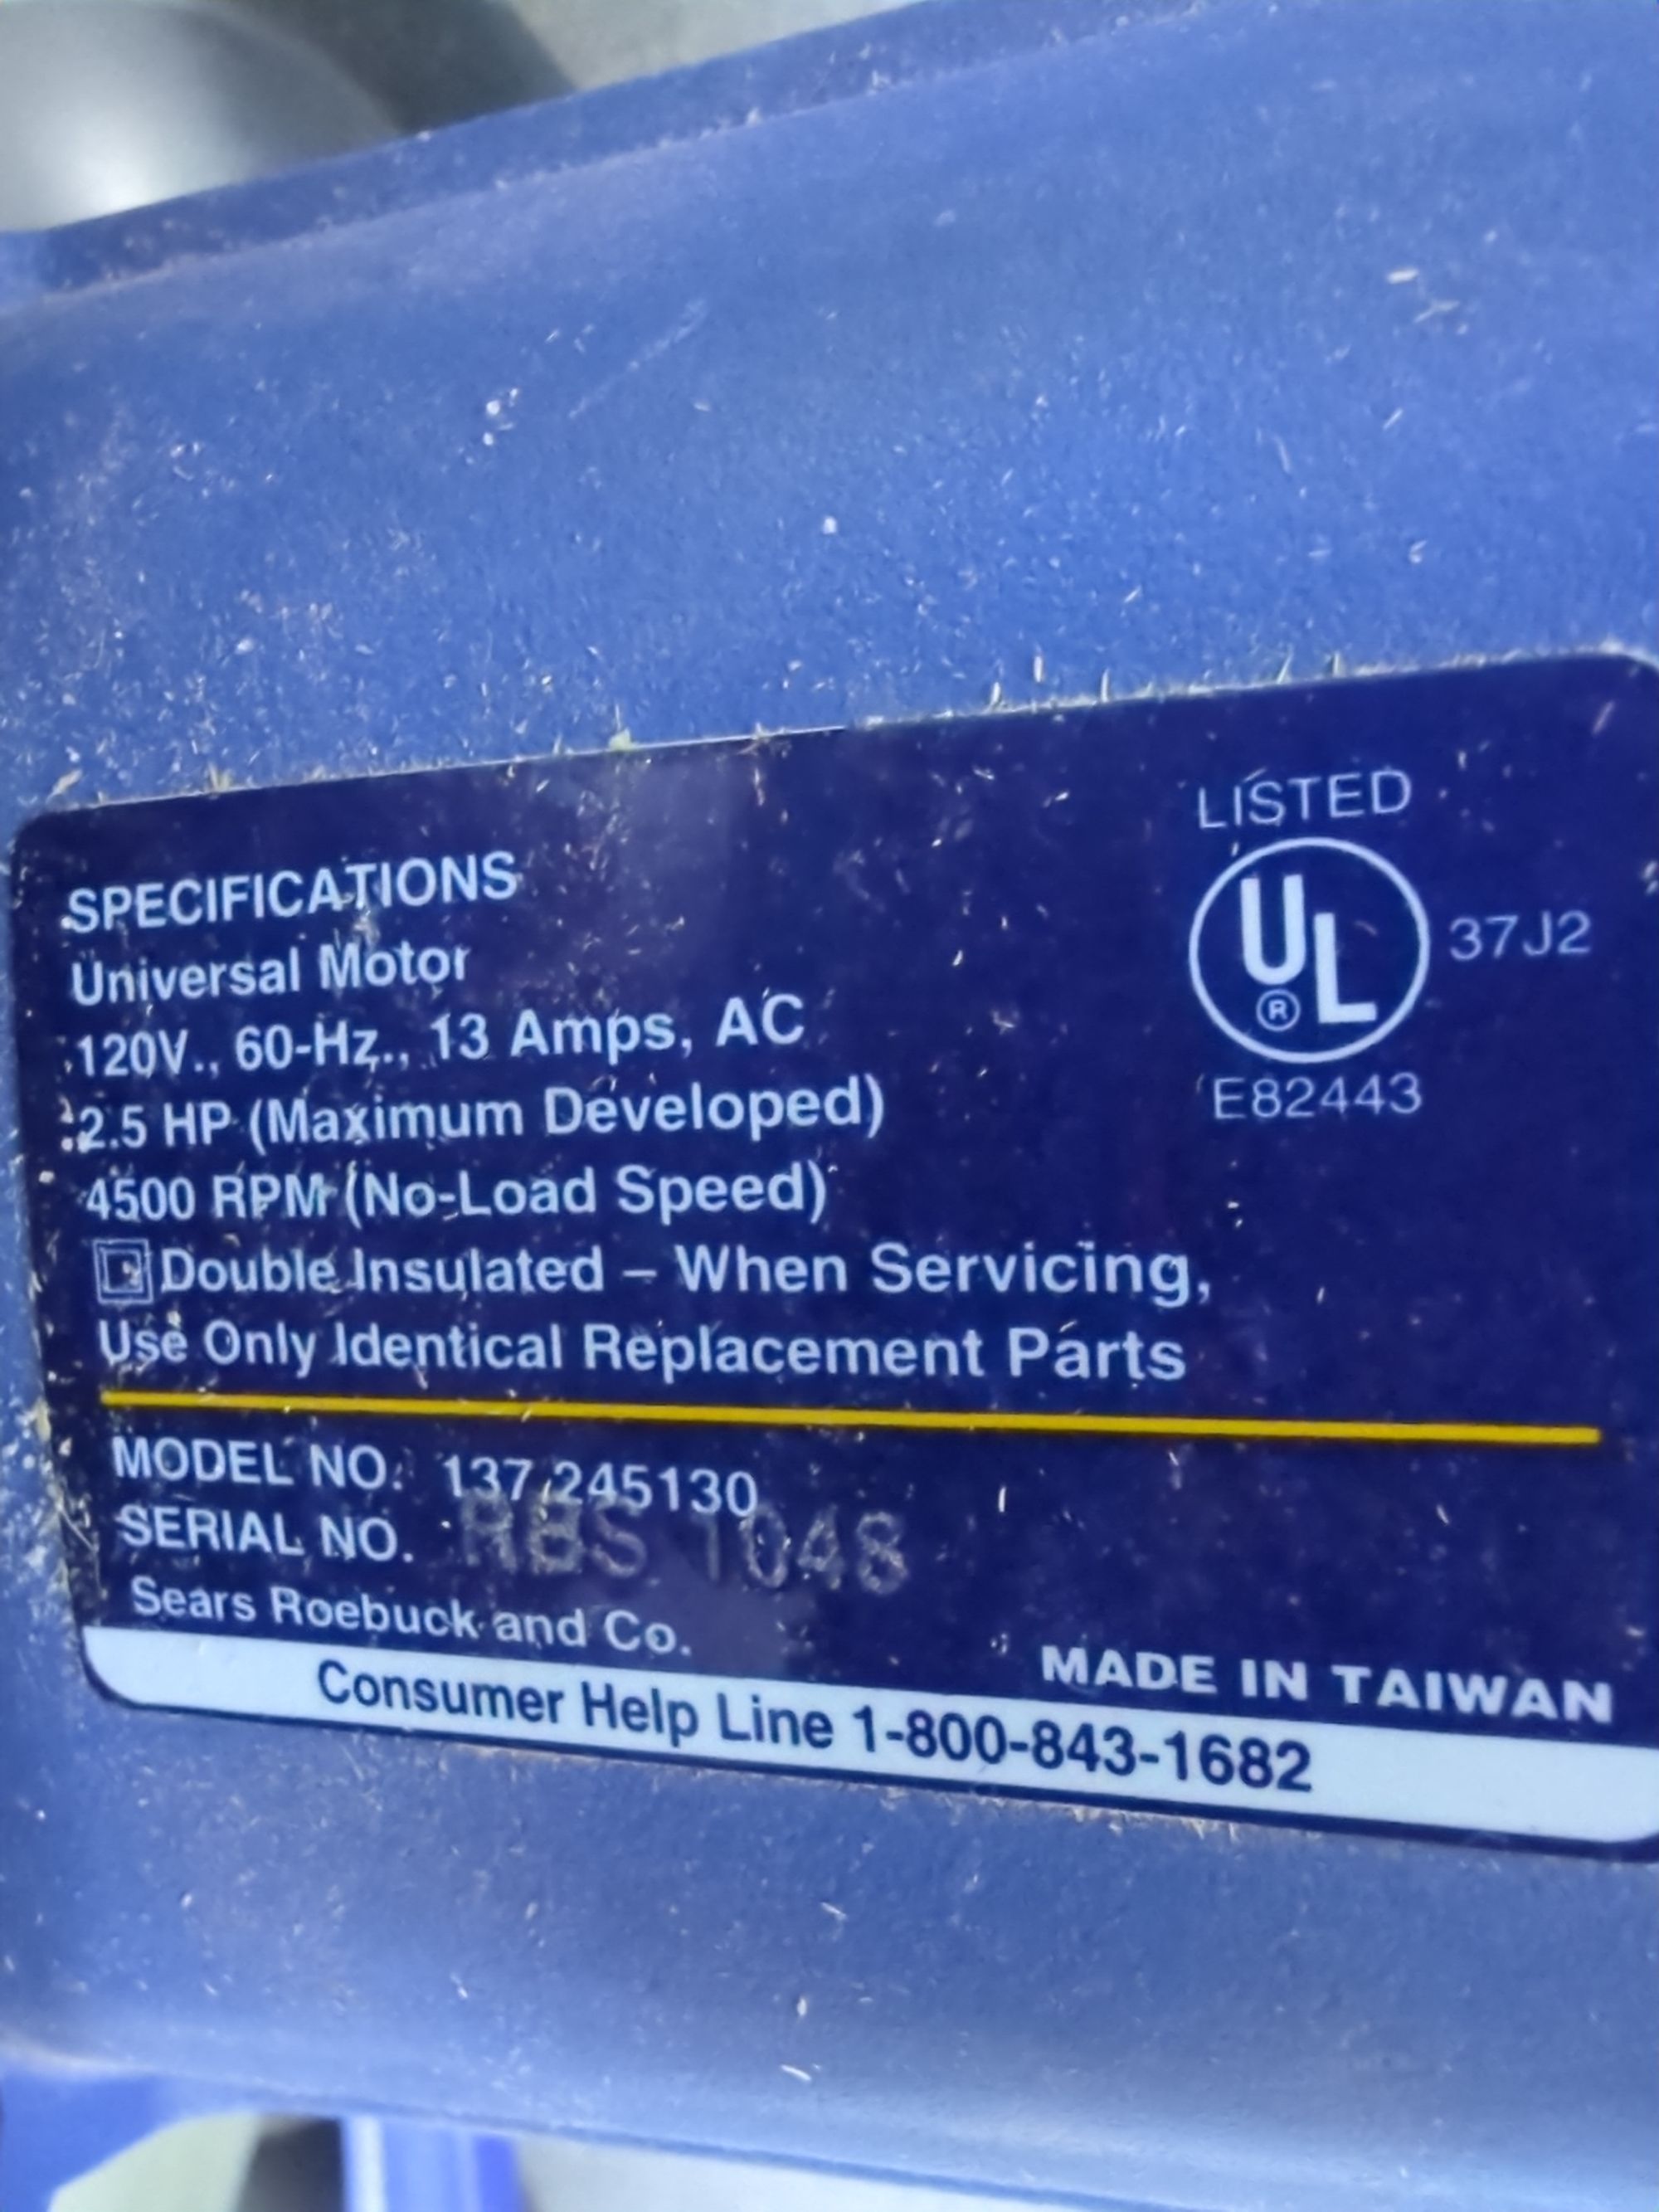 LISTED
UL
®
37J2
E82443
SPECIFICATIONS
Universal Motor
120V., 60-Hz., 13 Amps, AC
2.5 HP (Maximum Developed)
4500 RPM (No-Load Speed)
Double Insulated – When Servicing,
Use Only Identical Replacement Parts
MODEL NO. 137.245130
SERIAL NO. 1048
Sears Roebuck and Co.
MADE IN TAIWAN
Consumer Help Line 1-800-843-1682